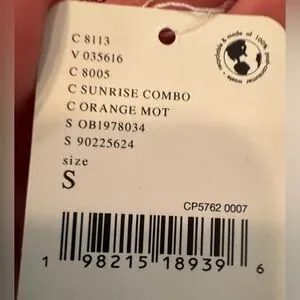 C 8113
V 035616
C 8005
C SUNRISE COMBO
C ORANGE MOT
S OB1978034
S 90225624
size
S
CP5762 0007
1 98215 18939 6